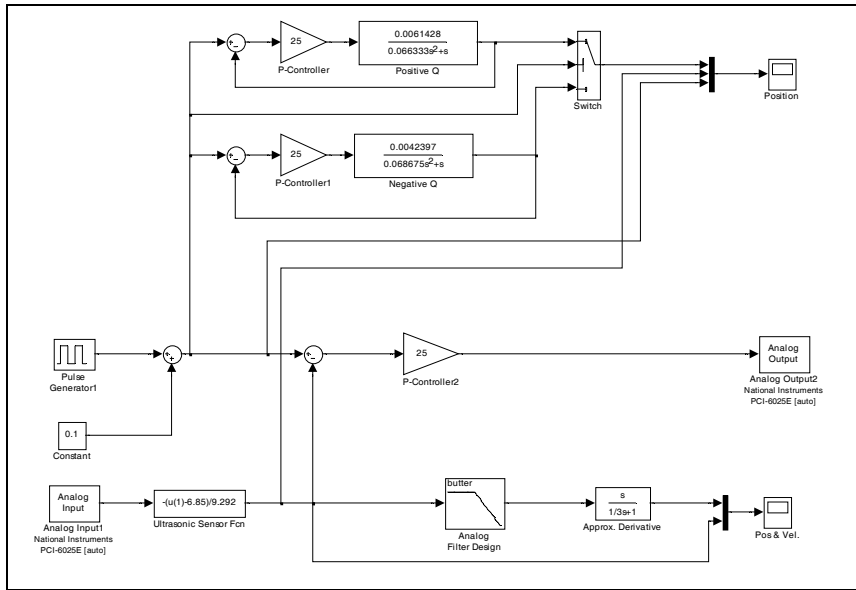 25
P-Controller
0.0061428
0.066333s²+s
Positive Q
Switch
Position
25
P-Controller1
0.0042397
0.068675s²+s
Negative Q
Pulse
Generator1
25
P-Controller2
Analog
Output
Analog Output2
National Instruments
PCI-6025E [auto]
0.1
Constant
Analog
Input
Analog Input1
National Instruments
PCI-6025E [auto]
-(u(1)-6.85)/9.292
Ultrasonic Sensor Fcn
butter
Analog
Filter Design
s
1/3s+1
Approx. Derivative
Pos & Vel.